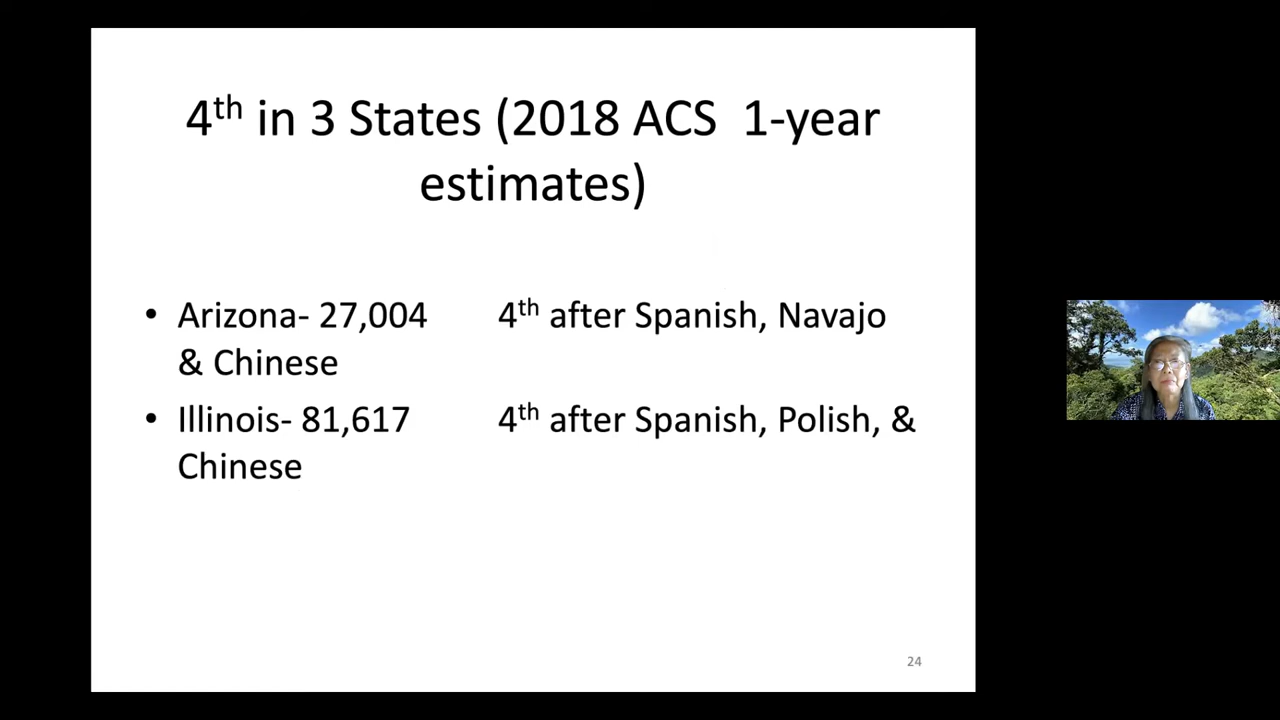 4th in 3 States (2018 ACS 1-year
estimates)
• Arizona- 27,004 4th after Spanish, Navajo
& Chinese
• Illinois- 81,617 4th after Spanish, Polish, &
Chinese
24